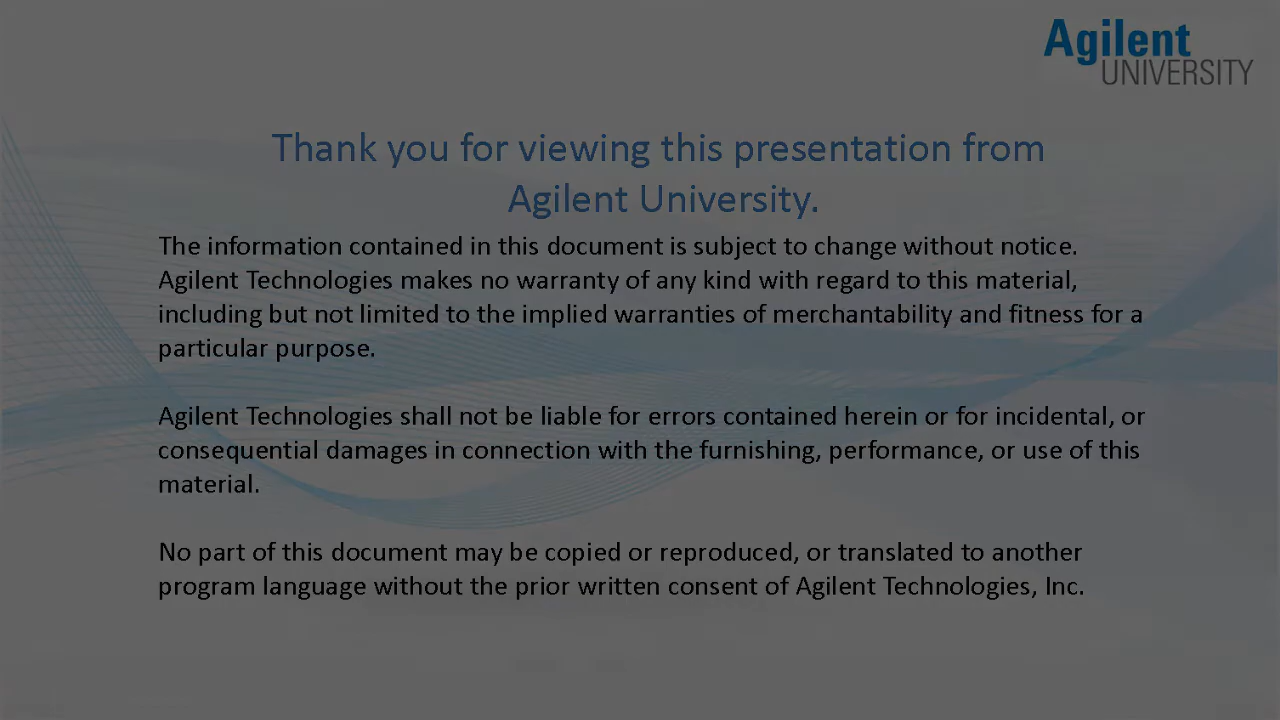 Agilent
UNIVERSITY
Thank you for viewing this presentation from
Agilent University.
The information contained in this document is subject to change without notice.
Agilent Technologies makes no warranty of any kind with regard to this material,
including but not limited to the implied warranties of merchantability and fitness for a
particular purpose.
Agilent Technologies shall not be liable for errors contained herein or for incidental, or
consequential damages in connection with the furnishing, performance, or use of this
material.
No part of this document may be copied or reproduced, or translated to another
program language without the prior written consent of Agilent Technologies, Inc.